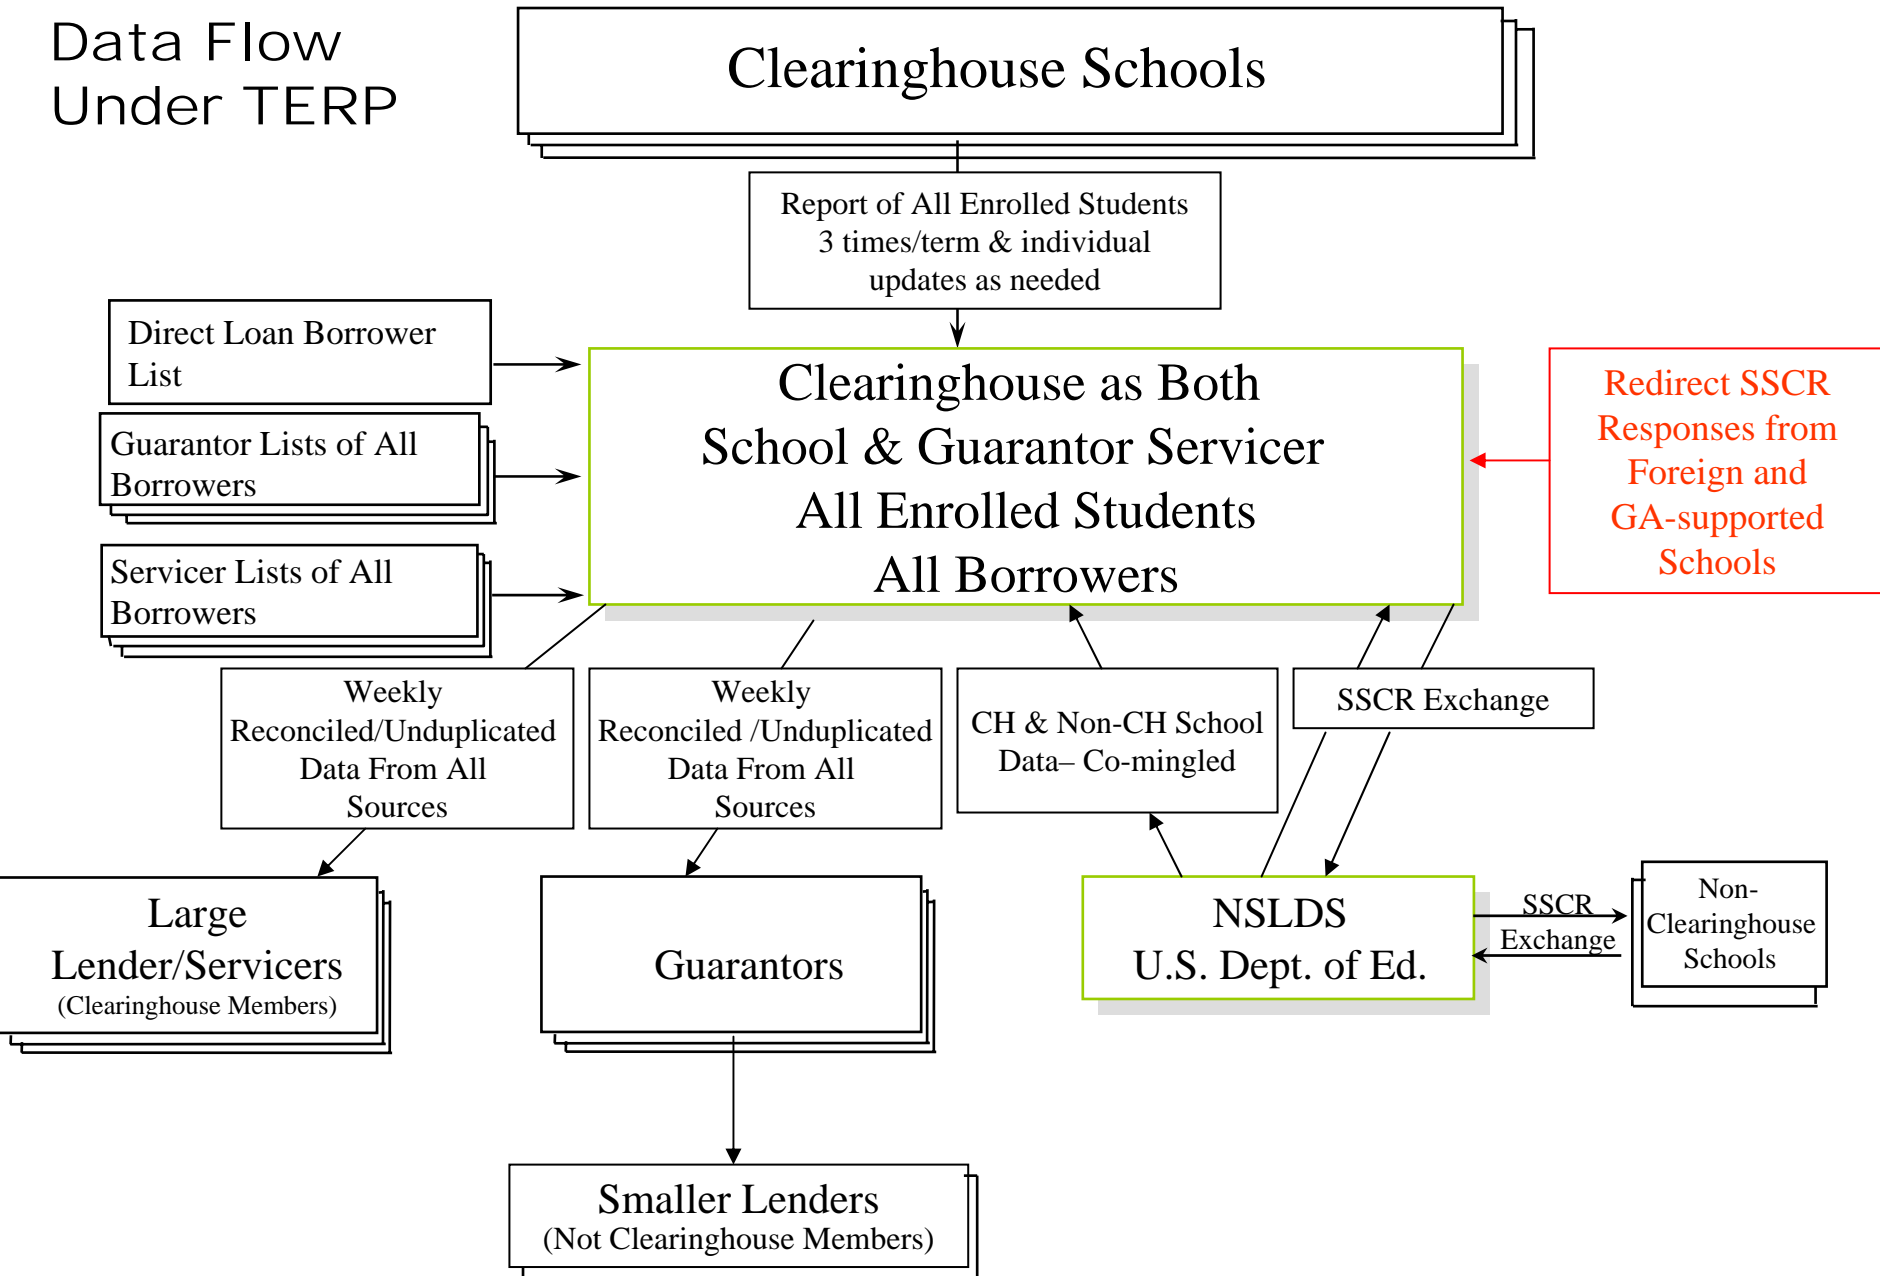 Data Flow
Under TERP
Clearinghouse Schools
Report of All Enrolled Students
3 times/term & individual
updates as needed
Direct Loan Borrower
List
Guarantor Lists of All
Borrowers
Servicer Lists of All
Borrowers
Clearinghouse as Both
School & Guarantor Servicer
All Enrolled Students
All Borrowers
Redirect SSCR
Responses from
Foreign and
GA-supported
Schools
Weekly
Reconciled/Unduplicated
Data From All
Sources
Weekly
Reconciled /Unduplicated
Data From All
Sources
CH & Non-CH School
Data– Co-mingled
SSCR Exchange
Large
Lender/Servicers
(Clearinghouse Members)
Guarantors
NSLDS
U.S. Dept. of Ed.
SSCR
Exchange
Non-
Clearinghouse
Schools
Smaller Lenders
(Not Clearinghouse Members)